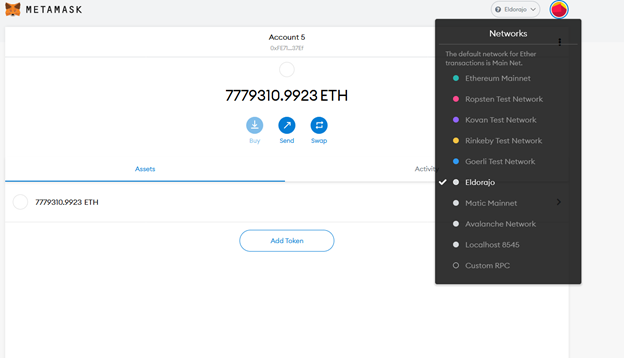 METAMASK
Eldorajo
Account 5
0xFE71...37Ef
7779310.9923 ETH
Buy
Send
Swap
Assets
Activity
7779310.9923 ETH
Add Token
Networks
The default network for Ether
transactions is Main Net.
Ethereum Mainnet
Ropsten Test Network
Kovan Test Network
Rinkeby Test Network
Goerli Test Network
Eldorajo
Matic Mainnet
Avalanche Network
Localhost 8545
Custom RPC